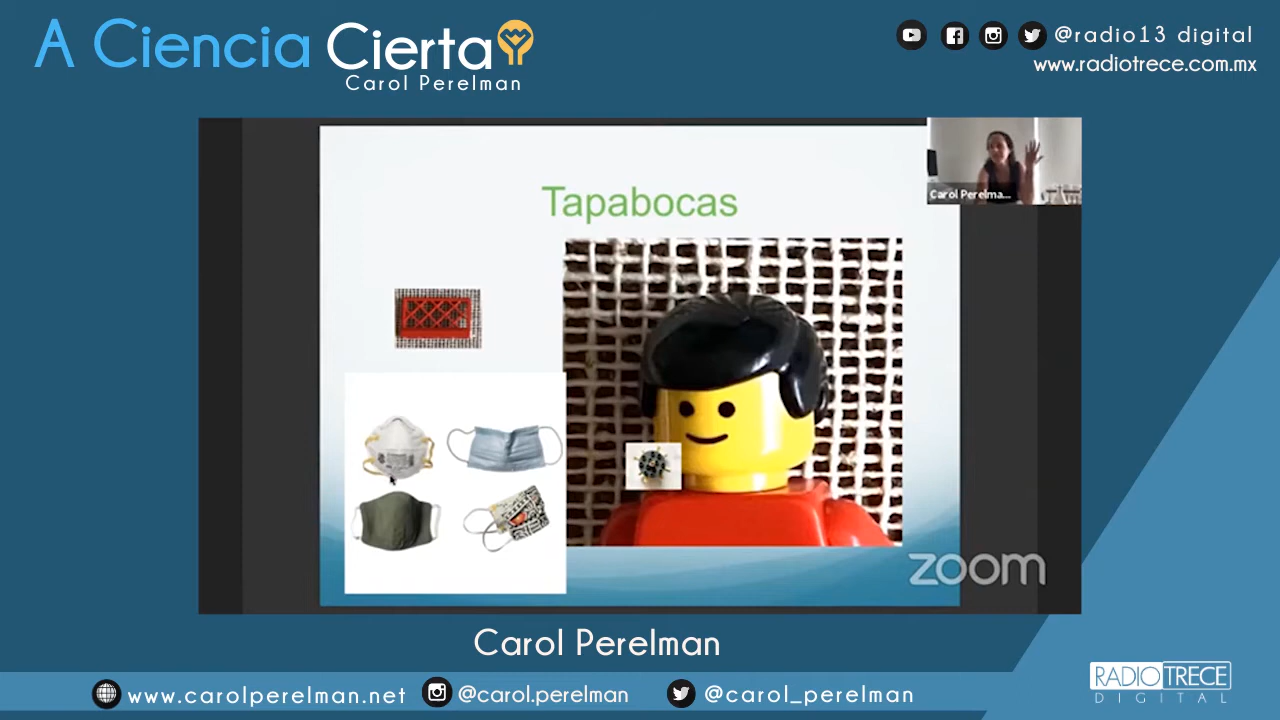 A Ciencia Cierta
Carol Perelman
@radio13 digital
www.radiotrece.com.mx
Carol Perelma...
Tapabocas
zoom
Carol Perelman
www.carolperelman.net
@carol.perelman
@carol_perelman
RADIO TRECE
DIGITAL